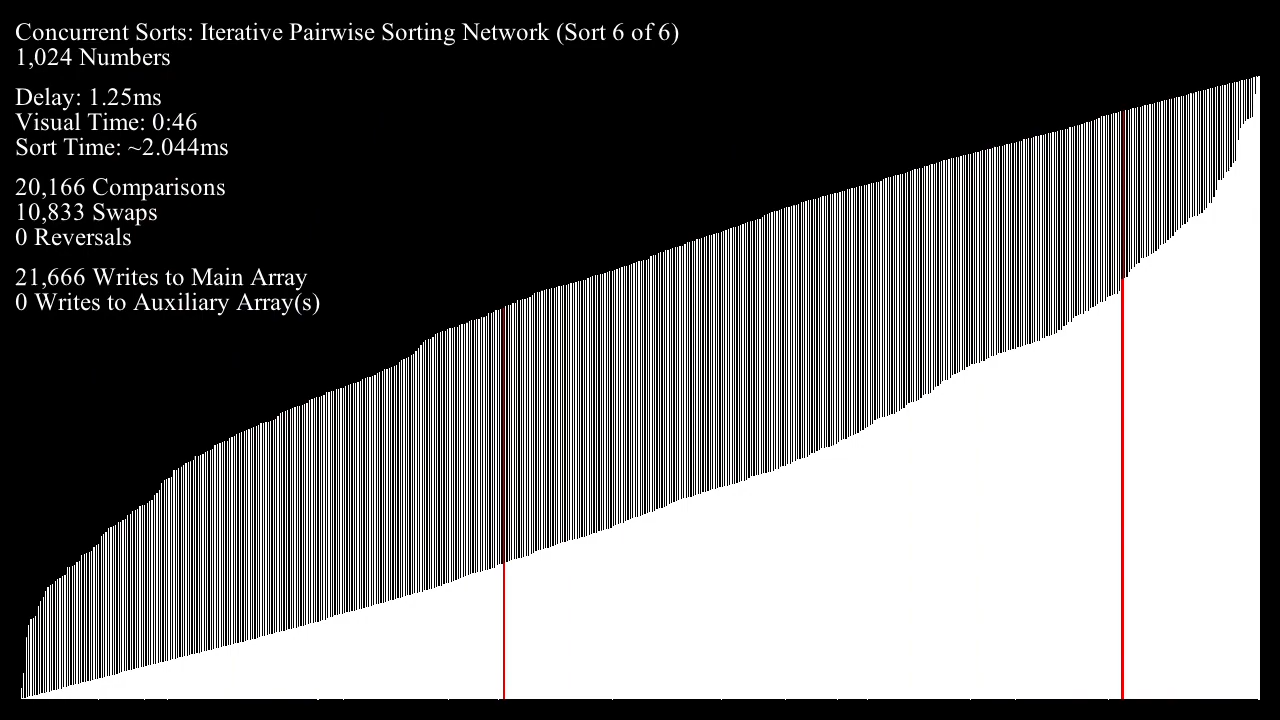 Concurrent Sorts: Iterative Pairwise Sorting Network (Sort 6 of 6)
1,024 Numbers
Delay: 1.25ms
Visual Time: 0:46
Sort Time: ~2.044ms
20,166 Comparisons
10,833 Swaps
0 Reversals
21,666 Writes to Main Array
0 Writes to Auxiliary Array(s)